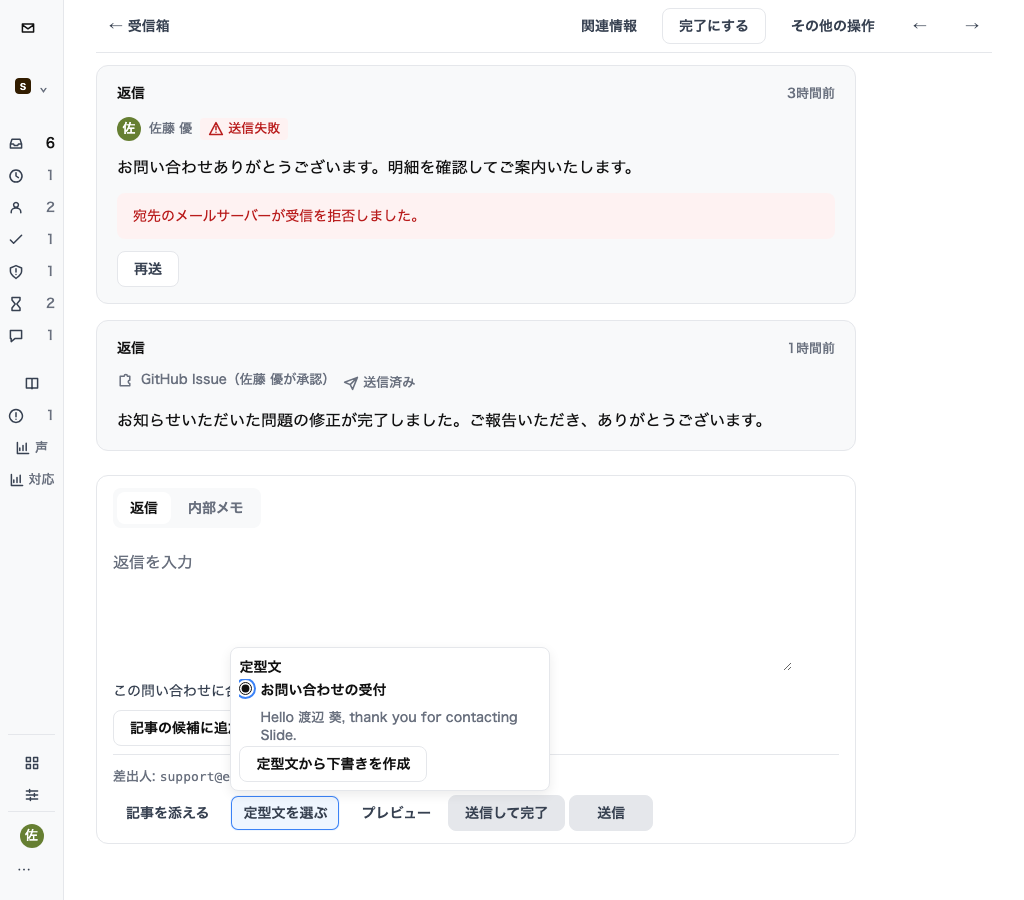 ← 受信箱
関連情報
完了にする
その他の操作
←
→
S
6
1
2
1
1
2
1
1
声
対応
佐
…
返信
3時間前
佐
佐藤 優
送信失敗
お問い合わせありがとうございます。明細を確認してご案内いたします。
宛先のメールサーバーが受信を拒否しました。
再送
返信
1時間前
GitHub Issue（佐藤 優が承認）
送信済み
お知らせいただいた問題の修正が完了しました。ご報告いただき、ありがとうございます。
返信
内部メモ
返信を入力
この問い合わせに
記事の候補に追
定型文
お問い合わせの受付
Hello 渡辺 葵, thank you for contacting
Slide.
定型文から下書きを作成
差出人: support@e
記事を添える
定型文を選ぶ
プレビュー
送信して完了
送信